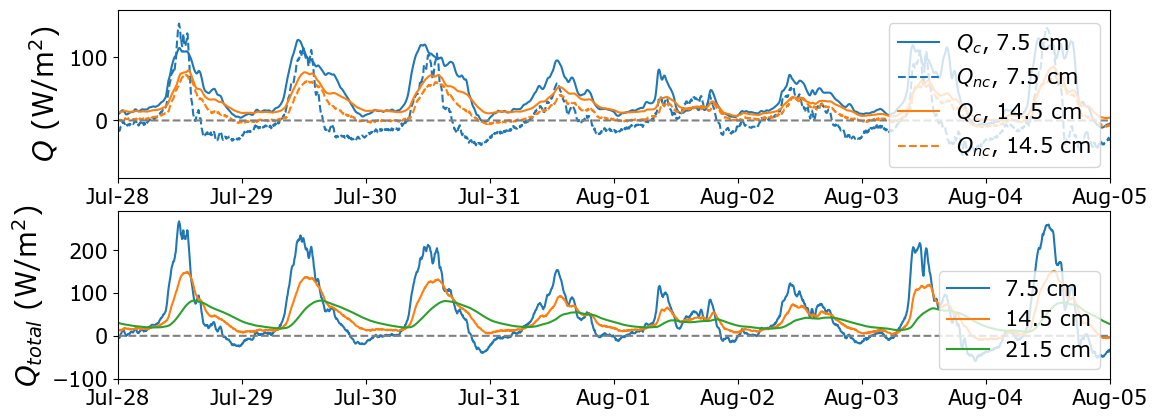 Q (W/m²)
100
0
Q_c, 7.5 cm
Q_nc, 7.5 cm
Q_c, 14.5 cm
Q_nc, 14.5 cm
Jul-28 Jul-29 Jul-30 Jul-31 Aug-01 Aug-02 Aug-03 Aug-04 Aug-05
Q_total (W/m²)
200
100
0
−100
7.5 cm
14.5 cm
21.5 cm
Jul-28 Jul-29 Jul-30 Jul-31 Aug-01 Aug-02 Aug-03 Aug-04 Aug-05